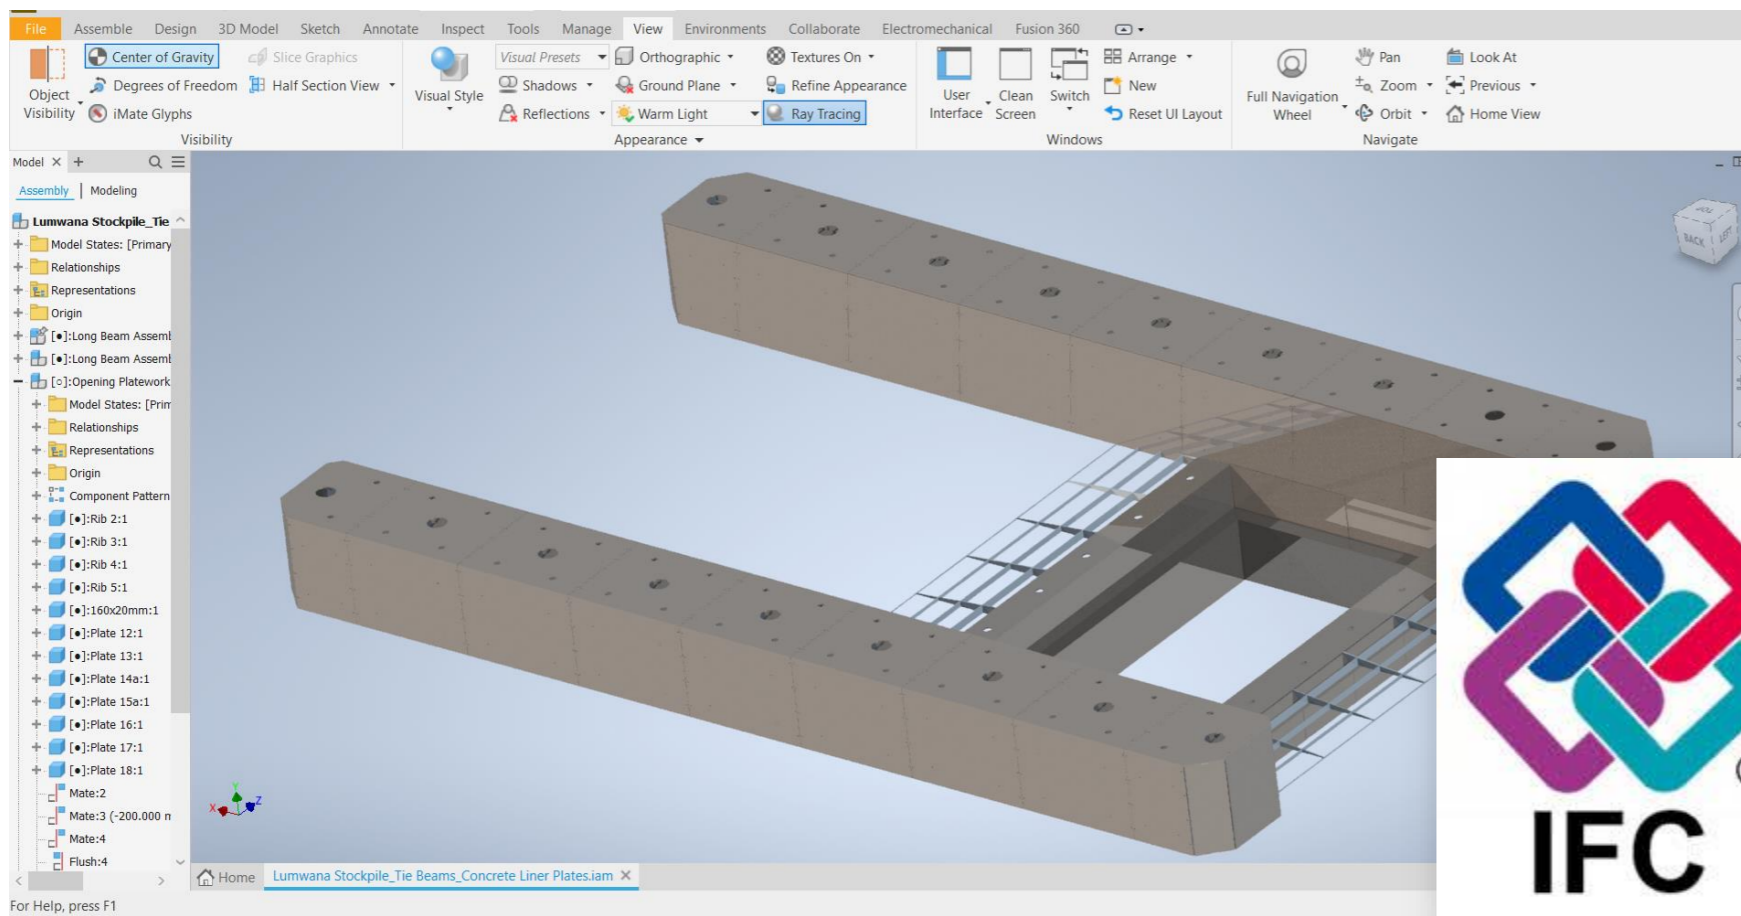 File Assemble Design 3D Model Sketch Annotate Inspect Tools Manage View Environments Collaborate Electromechanical Fusion 360
Object Visibility
Center of Gravity
Degrees of Freedom
iMate Glyphs
Slice Graphics
Half Section View
Visibility
Visual Style
Visual Presets
Shadows
Reflections
Orthographic
Ground Plane
Warm Light
Textures On
Refine Appearance
Ray Tracing
Appearance
User Interface
Clean Screen
Switch
Arrange
New
Reset UI Layout
Windows
Full Navigation Wheel
Pan
Zoom
Orbit
Look At
Previous
Home View
Navigate
Model
Assembly | Modeling
Lumwana Stockpile_Tie
Model States: [Primary
Relationships
Representations
Origin
[●]:Long Beam Assemb
[●]:Long Beam Assemb
[○]:Opening Platework
Model States: [Prim
Relationships
Representations
Origin
Component Pattern
[●]:Rib 2:1
[●]:Rib 3:1
[●]:Rib 4:1
[●]:Rib 5:1
[●]:160x20mm:1
[●]:Plate 12:1
[●]:Plate 13:1
[●]:Plate 14a:1
[●]:Plate 15a:1
[●]:Plate 16:1
[●]:Plate 17:1
[●]:Plate 18:1
Mate:2
Mate:3 (-200.000 m
Mate:4
Flush:4
TOP
BACK
LEFT
X
Y
Z
IFC
Home
Lumwana Stockpile_Tie Beams_Concrete Liner Plates.iam
For Help, press F1